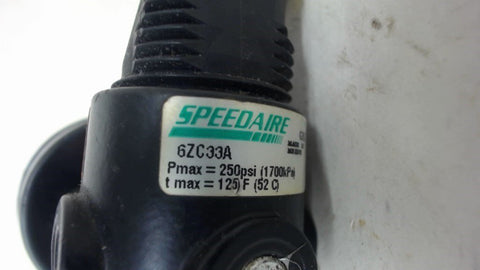 SPEEDAIRE
6ZC33A
Pmax = 250psi (1700kPa)
t max = 125 F (52 C)